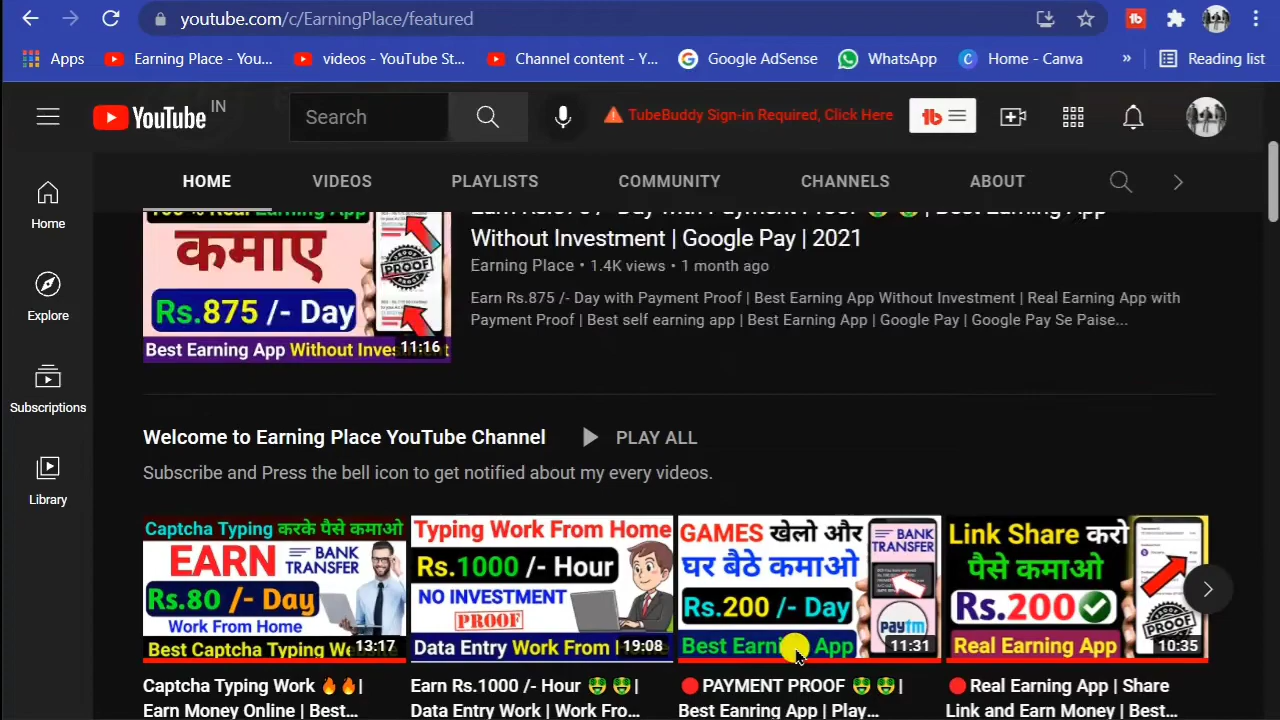 youtube.com/c/EarningPlace/featured
Apps
Earning Place - You...
videos - YouTube St...
Channel content - Y...
Google AdSense
WhatsApp
Home - Canva
»
Reading list
YouTube IN
Search
TubeBuddy Sign-in Required, Click Here
HOME
VIDEOS
PLAYLISTS
COMMUNITY
CHANNELS
ABOUT
Home
Explore
Subscriptions
Library
कमाए
Rs.875 /- Day
PROOF
Best Earning App Without Investment
11:16
Without Investment | Google Pay | 2021
Earning Place • 1.4K views • 1 month ago
Earn Rs.875 /- Day with Payment Proof | Best Earning App Without Investment | Real Earning App with
Payment Proof | Best self earning app | Best Earning App | Google Pay | Google Pay Se Paise...
Welcome to Earning Place YouTube Channel
PLAY ALL
Subscribe and Press the bell icon to get notified about my every videos.
Captcha Typing करके पैसे कमाओ
EARN
BANK
TRANSFER
Rs.80 /- Day
Work From Home
Best Captcha Typing
13:17
Captcha Typing Work 🔥🔥|
Earn Money Online | Best...
Typing Work From Home
Rs.1000 /- Hour
NO INVESTMENT
PROOF
Data Entry Work From
19:08
Earn Rs.1000 /- Hour 🤑🤑|
Data Entry Work | Work Fro...
GAMES खेलो और
घर बैठे कमाओ
Rs.200 /- Day
Best Earning App
BANK
TRANSFER
paytm
11:31
🔴PAYMENT PROOF 🤑🤑|
Best Eanring App | Play...
Link Share करो
पैसे कमाओ
Rs.200
Real Earning App
PROOF
10:35
🔴Real Earning App | Share
Link and Earn Money | Best...